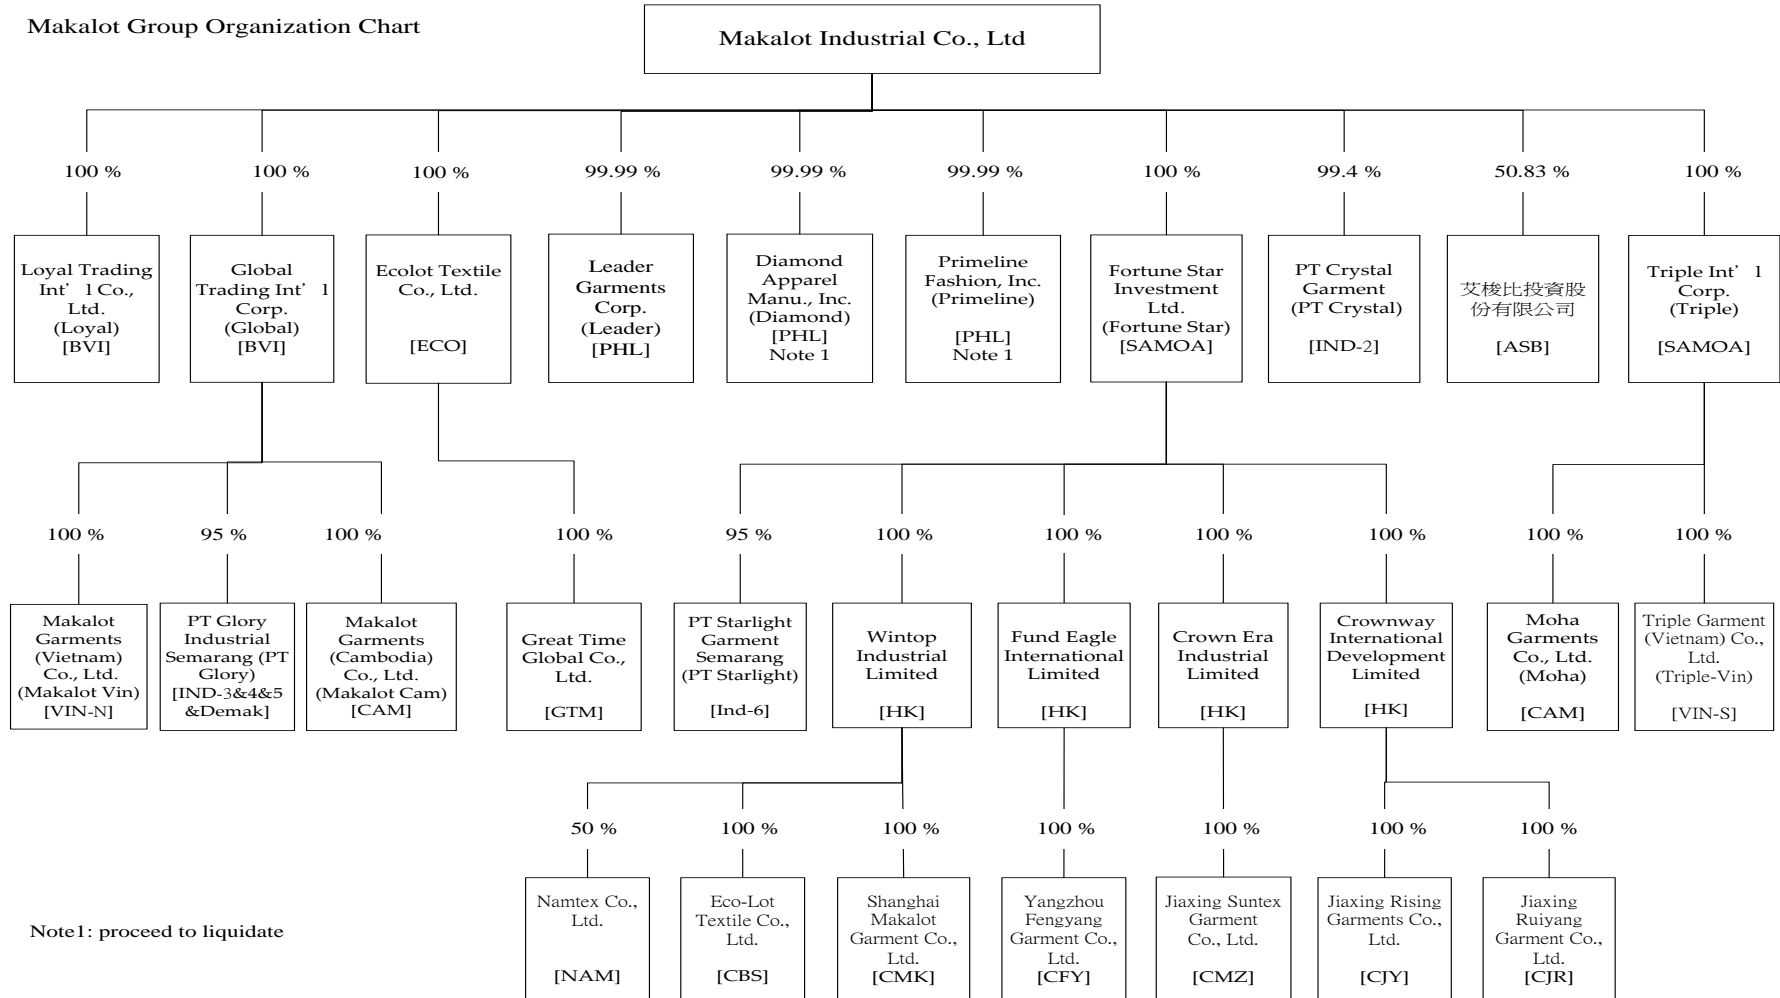 Makalot Group Organization Chart
Makalot Industrial Co., Ltd
100 %
100 %
100 %
99.99 %
99.99 %
99.99 %
100 %
99.4 %
50.83 %
100 %
Loyal Trading
Int' l Co.,
Ltd.
(Loyal)
[BVI]
Global
Trading Int' l
Corp.
(Global)
[BVI]
Ecolot Textile
Co., Ltd.
[ECO]
Leader
Garments
Corp.
(Leader)
[PHL]
Diamond
Apparel
Manu., Inc.
(Diamond)
[PHL]
Note 1
Primeline
Fashion, Inc.
(Primeline)
[PHL]
Note 1
Fortune Star
Investment
Ltd.
(Fortune Star)
[SAMOA]
PT Crystal
Garment
(PT Crystal)
[IND-2]
艾梭比投資股
份有限公司
[ASB]
Triple Int' l
Corp.
(Triple)
[SAMOA]
100 %
95 %
100 %
100 %
95 %
100 %
100 %
100 %
100 %
100 %
100 %
Makalot
Garments
(Vietnam)
Co., Ltd.
(Makalot Vin)
[VIN-N]
PT Glory
Industrial
Semarang (PT
Glory)
[IND-3&4&5
&Demak]
Makalot
Garments
(Cambodia)
Co., Ltd.
(Makalot Cam)
[CAM]
Great Time
Global Co.,
Ltd.
[GTM]
PT Starlight
Garment
Semarang
(PT Starlight)
[Ind-6]
Wintop
Industrial
Limited
[HK]
Fund Eagle
International
Limited
[HK]
Crown Era
Industrial
Limited
[HK]
Crownway
International
Development
Limited
[HK]
Moha
Garments
Co., Ltd.
(Moha)
[CAM]
Triple Garment
(Vietnam) Co.,
Ltd.
(Triple-Vin)
[VIN-S]
50 %
100 %
100 %
100 %
100 %
100 %
100 %
Namtex Co.,
Ltd.
[NAM]
Eco-Lot
Textile Co.,
Ltd.
[CBS]
Shanghai
Makalot
Garment Co.,
Ltd.
[CMK]
Yangzhou
Fengyang
Garment Co.,
Ltd.
[CFY]
Jiaxing Suntex
Garment
Co., Ltd.
[CMZ]
Jiaxing Rising
Garments Co.,
Ltd.
[CJY]
Jiaxing
Ruiyang
Garment Co.,
Ltd.
[CJR]
Note1: proceed to liquidate